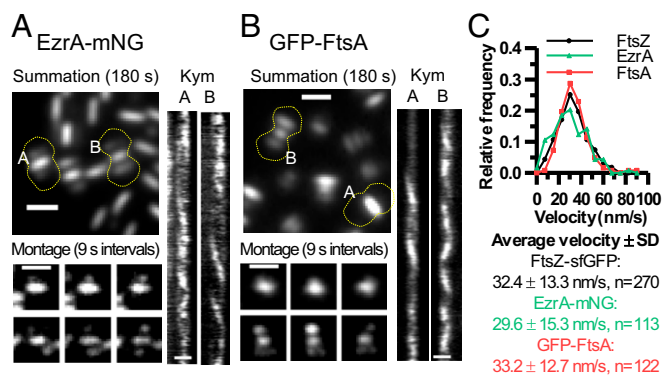 A
EzrA-mNG
Summation (180 s)
Kym
A B
A
B
Montage (9 s intervals)
B
GFP-FtsA
Summation (180 s)
Kym
A B
B
A
Montage (9 s intervals)
C
FtsZ
EzrA
FtsA
Relative frequency
0.4
0.3
0.2
0.1
0.0
0 20 40 60 80 100
Velocity (nm/s)
Average velocity ± SD
FtsZ-sfGFP:
32.4 ± 13.3 nm/s, n=270
EzrA-mNG:
29.6 ± 15.3 nm/s, n=113
GFP-FtsA:
33.2 ± 12.7 nm/s, n=122